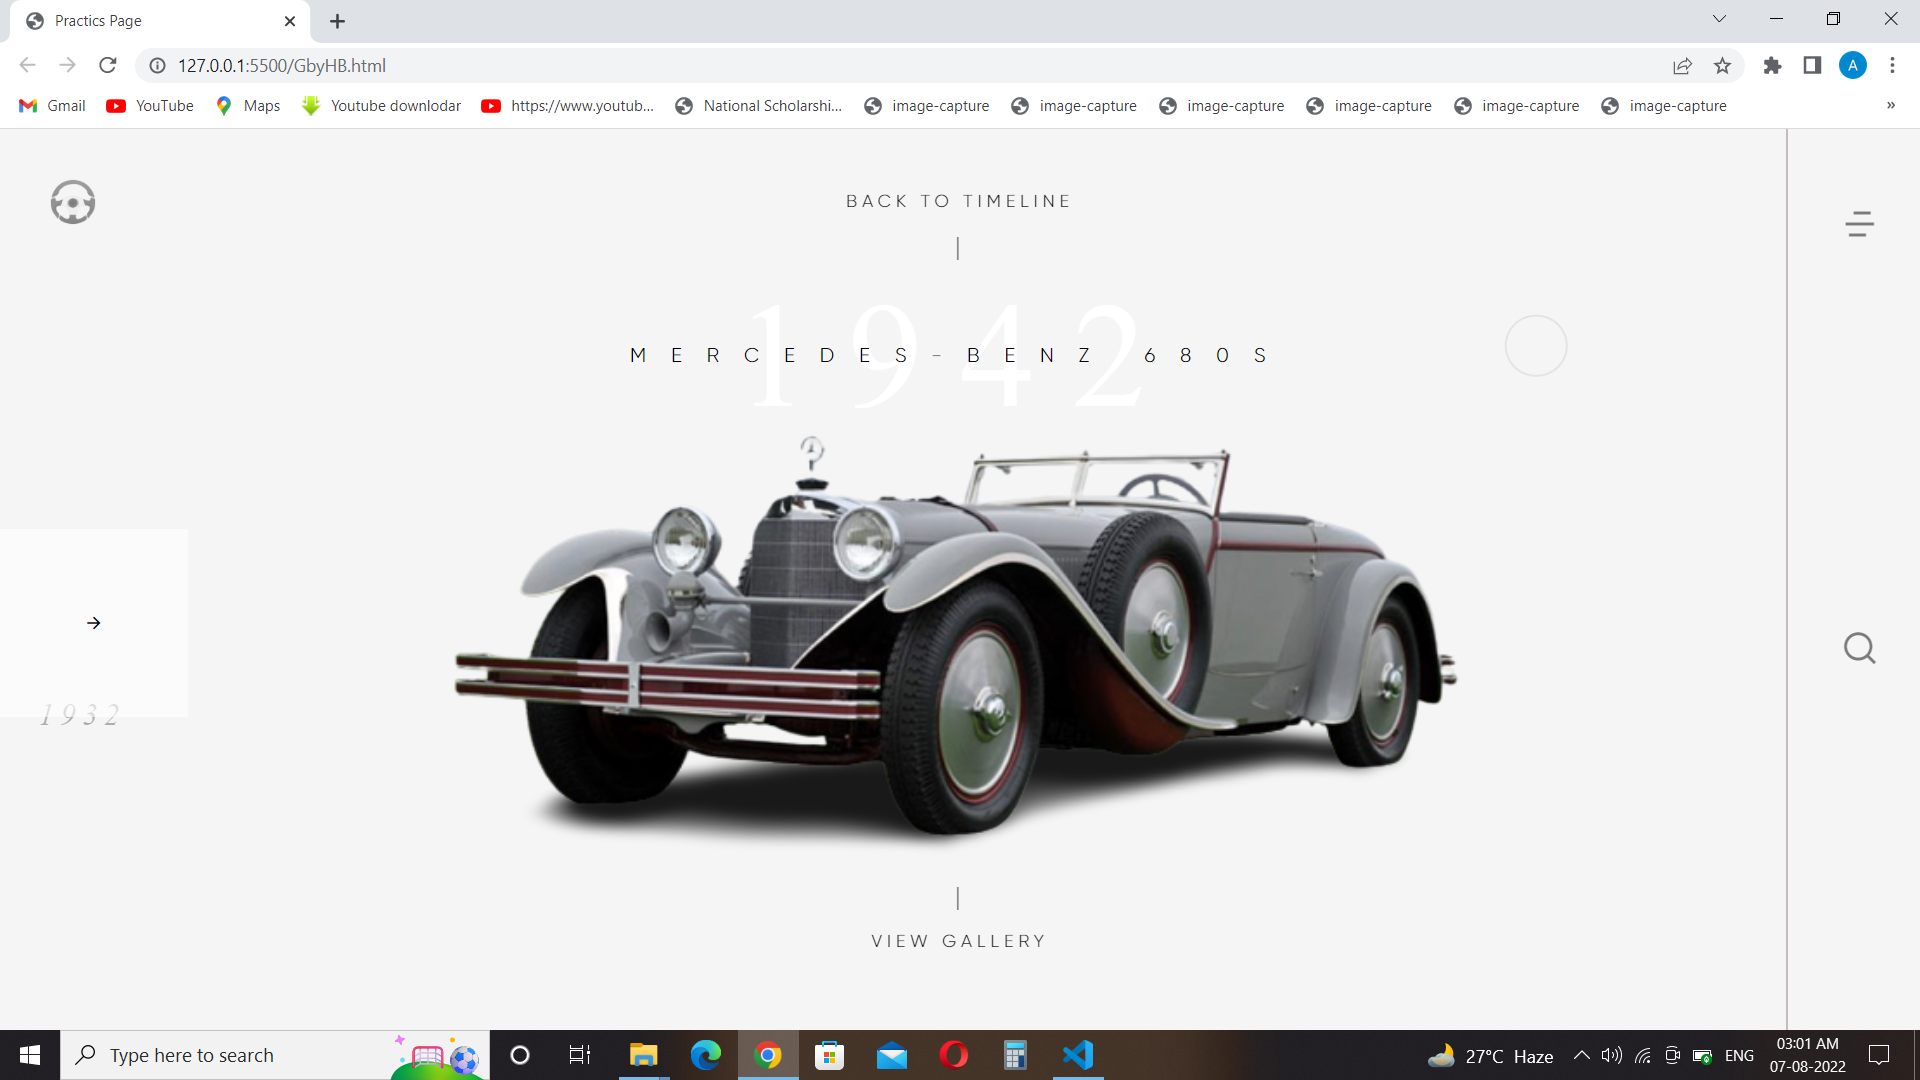 Practics Page
127.0.0.1:5500/GbyHB.html
A
Gmail YouTube Maps Youtube downlodar https://www.youtub... National Scholarshi... image-capture image-capture image-capture image-capture image-capture image-capture »
BACK TO TIMELINE
1942
MERCEDES-BENZ 680S
1932
VIEW GALLERY
Type here to search
27°C Haze
ENG
03:01 AM
07-08-2022